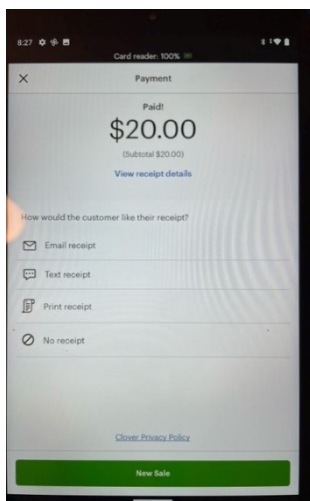 8:27
Card reader: 100%
Payment
Paid!
$20.00
(Subtotal $20.00)
View receipt details
How would the customer like their receipt?
Email receipt
Text receipt
Print receipt
No receipt
Clover Privacy Policy
New Sale